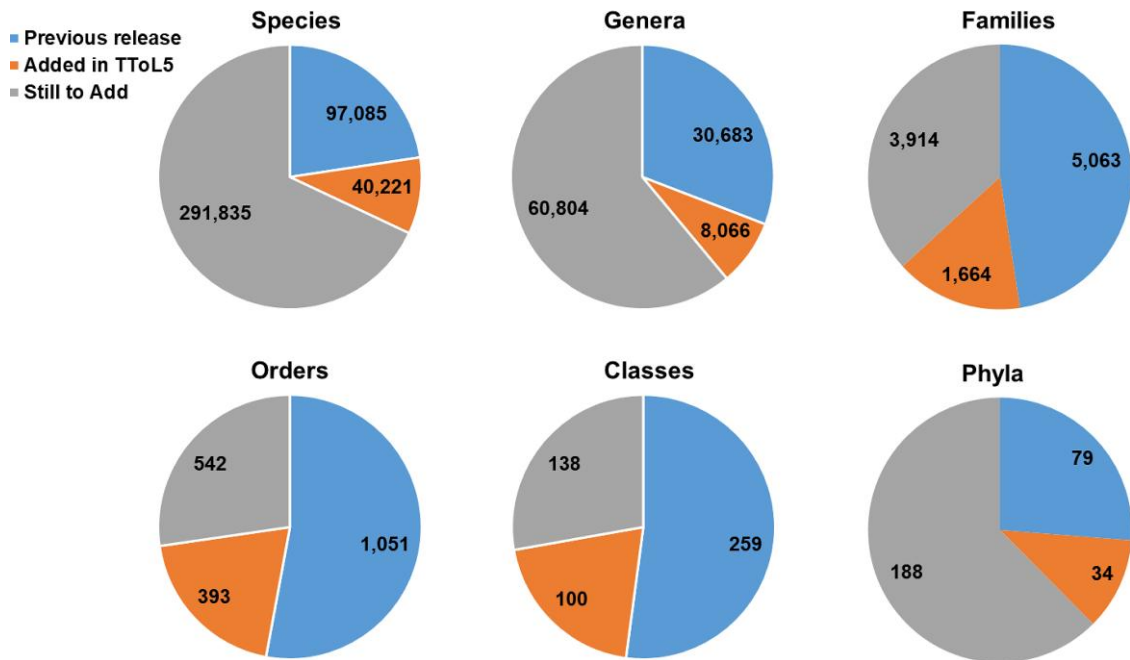 Species
Genera
Families
Previous release
Added in TToL5
Still to Add
97,085
40,221
291,835
30,683
8,066
60,804
5,063
1,664
3,914
Orders
Classes
Phyla
1,051
393
542
259
100
138
79
34
188